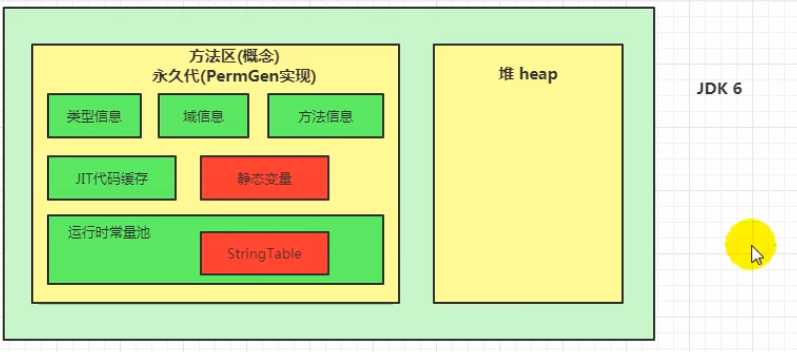 方法区(概念)
永久代(PermGen实现)
类型信息
域信息
方法信息
JIT代码缓存
静态变量
运行时常量池
StringTable
堆 heap
JDK 6